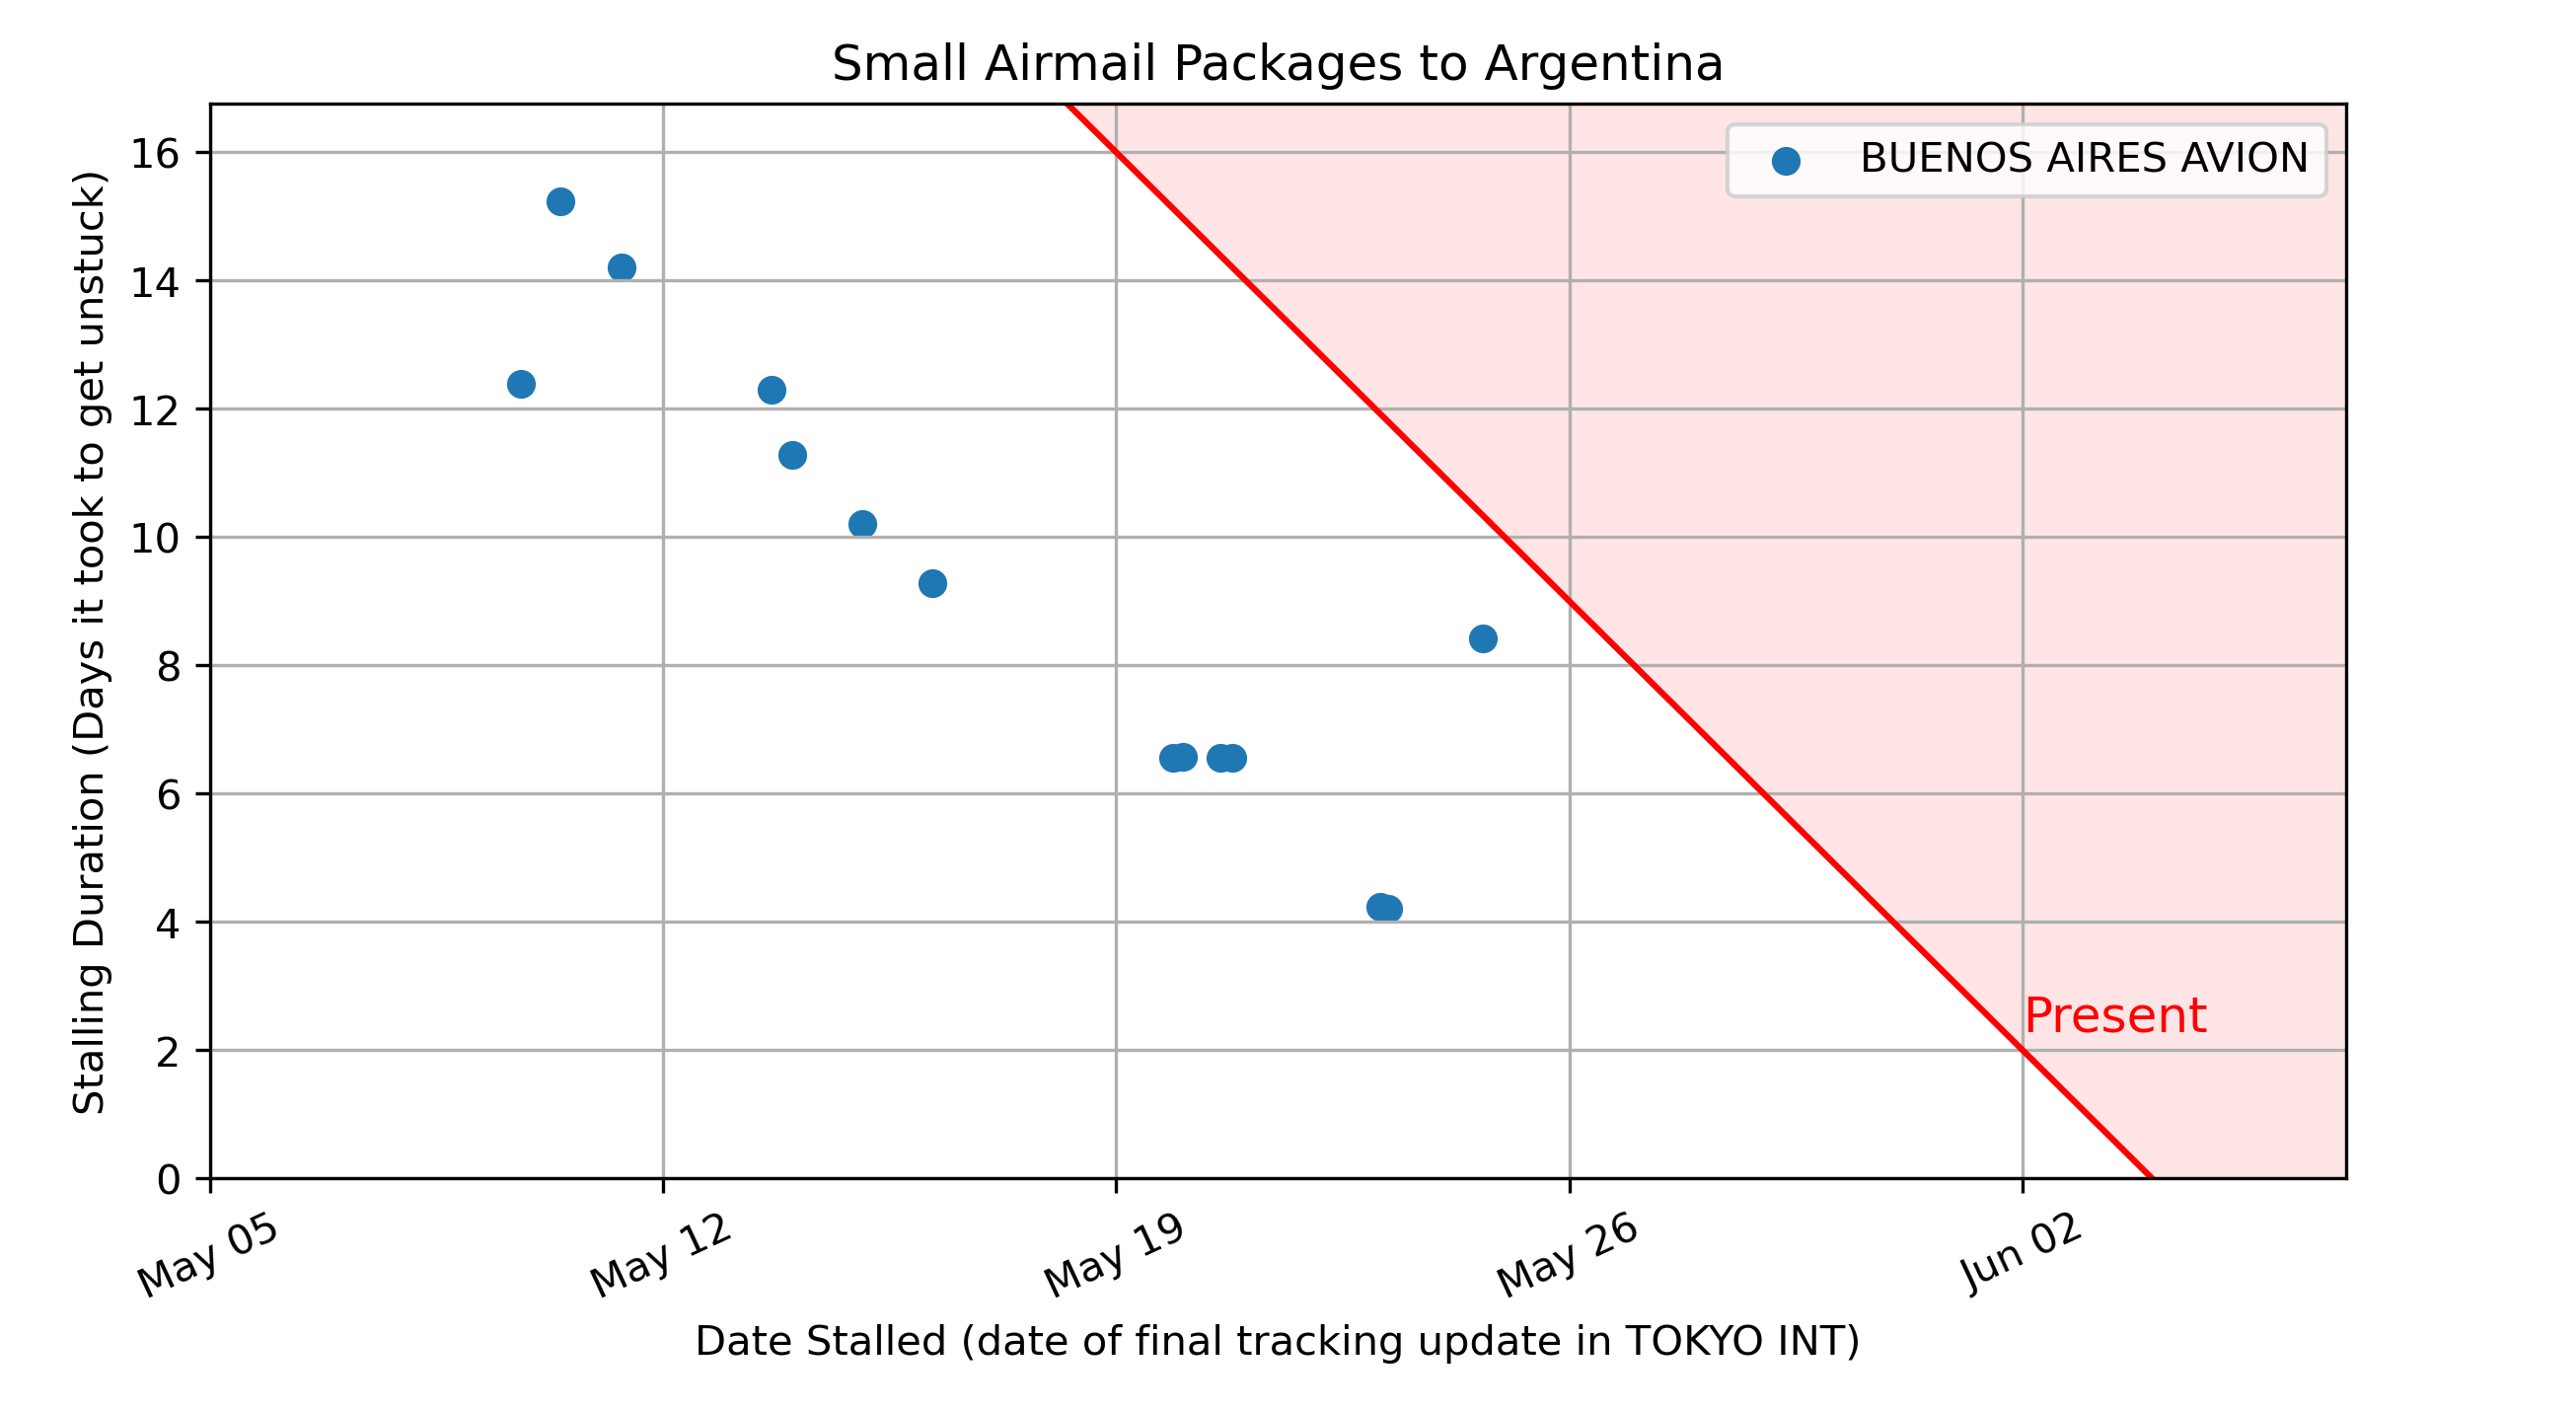 Small Airmail Packages to Argentina
Stalling Duration (Days it took to get unstuck)
16
14
12
10
8
6
4
2
0
BUENOS AIRES AVION
Present
May 05
May 12
May 19
May 26
Jun 02
Date Stalled (date of final tracking update in TOKYO INT)